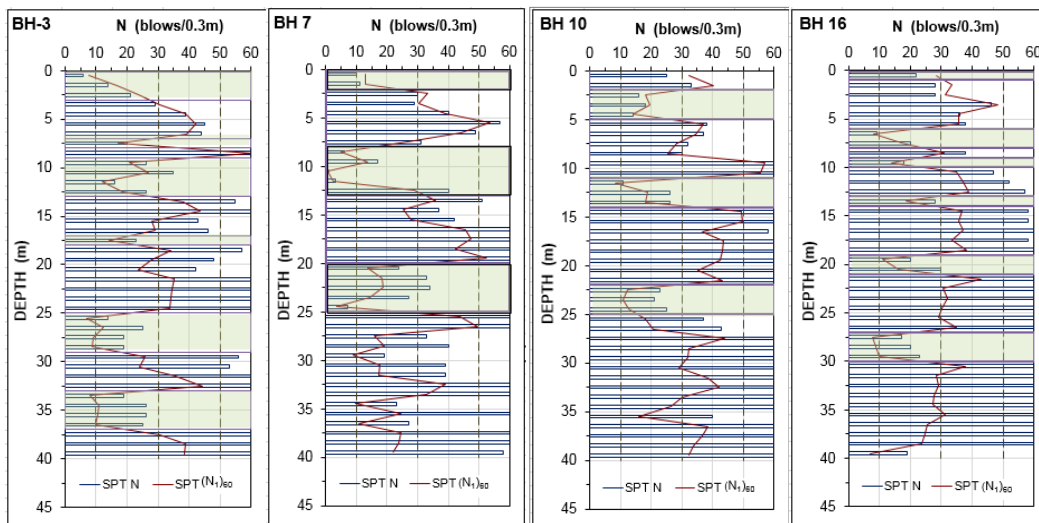 BH-3 N (blows/0.3m)
0 10 20 30 40 50 60
DEPTH (m)
0
5
10
15
20
25
30
35
40
45
SPT N SPT (N₁)₆₀
BH 7 N (blows/0.3m)
0 10 20 30 40 50 60
DEPTH (m)
0
5
10
15
20
25
30
35
40
45
SPT N SPT (N₁)₆₀
BH 10 N (blows/0.3m)
0 10 20 30 40 50 60
DEPTH (m)
0
5
10
15
20
25
30
35
40
45
SPT N SPT (N₁)₆₀
BH 16 N (blows/0.3m)
0 10 20 30 40 50 60
DEPTH (m)
0
5
10
15
20
25
30
35
40
45
SPT N SPT (N₁)₆₀